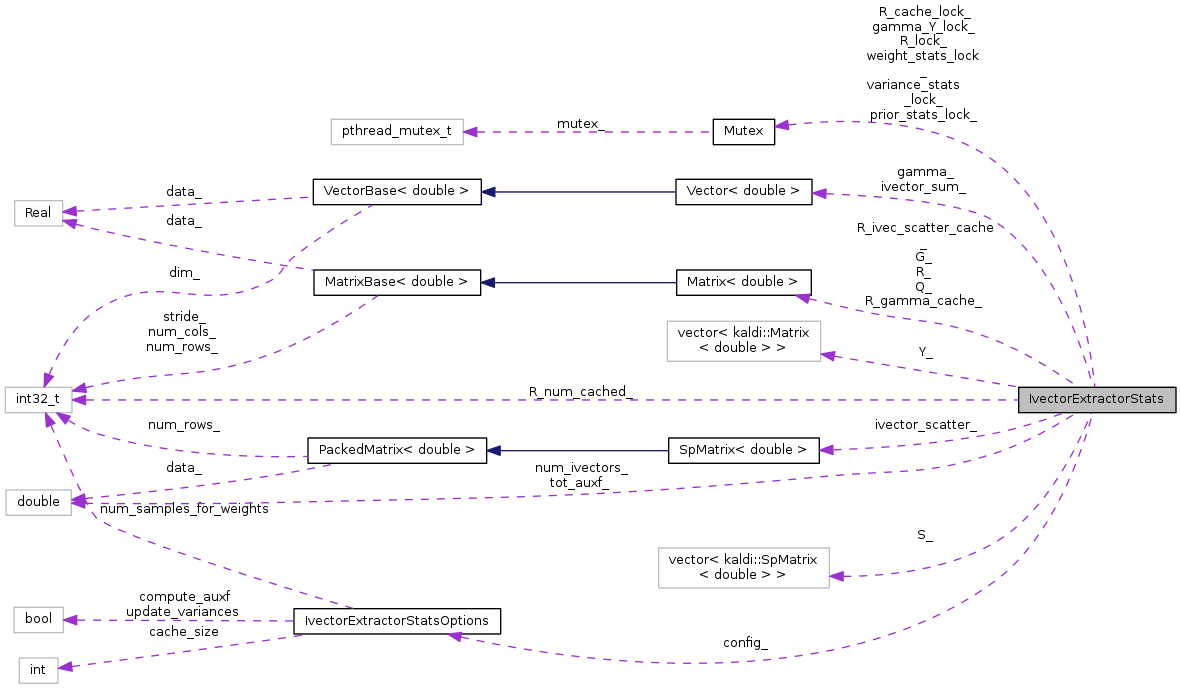 R_cache_lock_
gamma_Y_lock_
R_lock_
weight_stats_lock
_
variance_stats
_lock_
prior_stats_lock_
pthread_mutex_t
mutex_
Mutex
VectorBase< double >
Vector< double >
gamma_
ivector_sum_
data_
Real
data_
dim_
MatrixBase< double >
Matrix< double >
R_ivec_scatter_cache
_
G_
R_
Q_
R_gamma_cache_
stride_
num_cols_
num_rows_
vector< kaldi::Matrix
< double > >
Y_
int32_t
R_num_cached_
IvectorExtractorStats
num_rows_
PackedMatrix< double >
SpMatrix< double >
ivector_scatter_
data_
num_ivectors_
tot_auxf_
double
num_samples_for_weights
S_
vector< kaldi::SpMatrix
< double > >
compute_auxf
update_variances
bool
IvectorExtractorStatsOptions
cache_size
config_
int